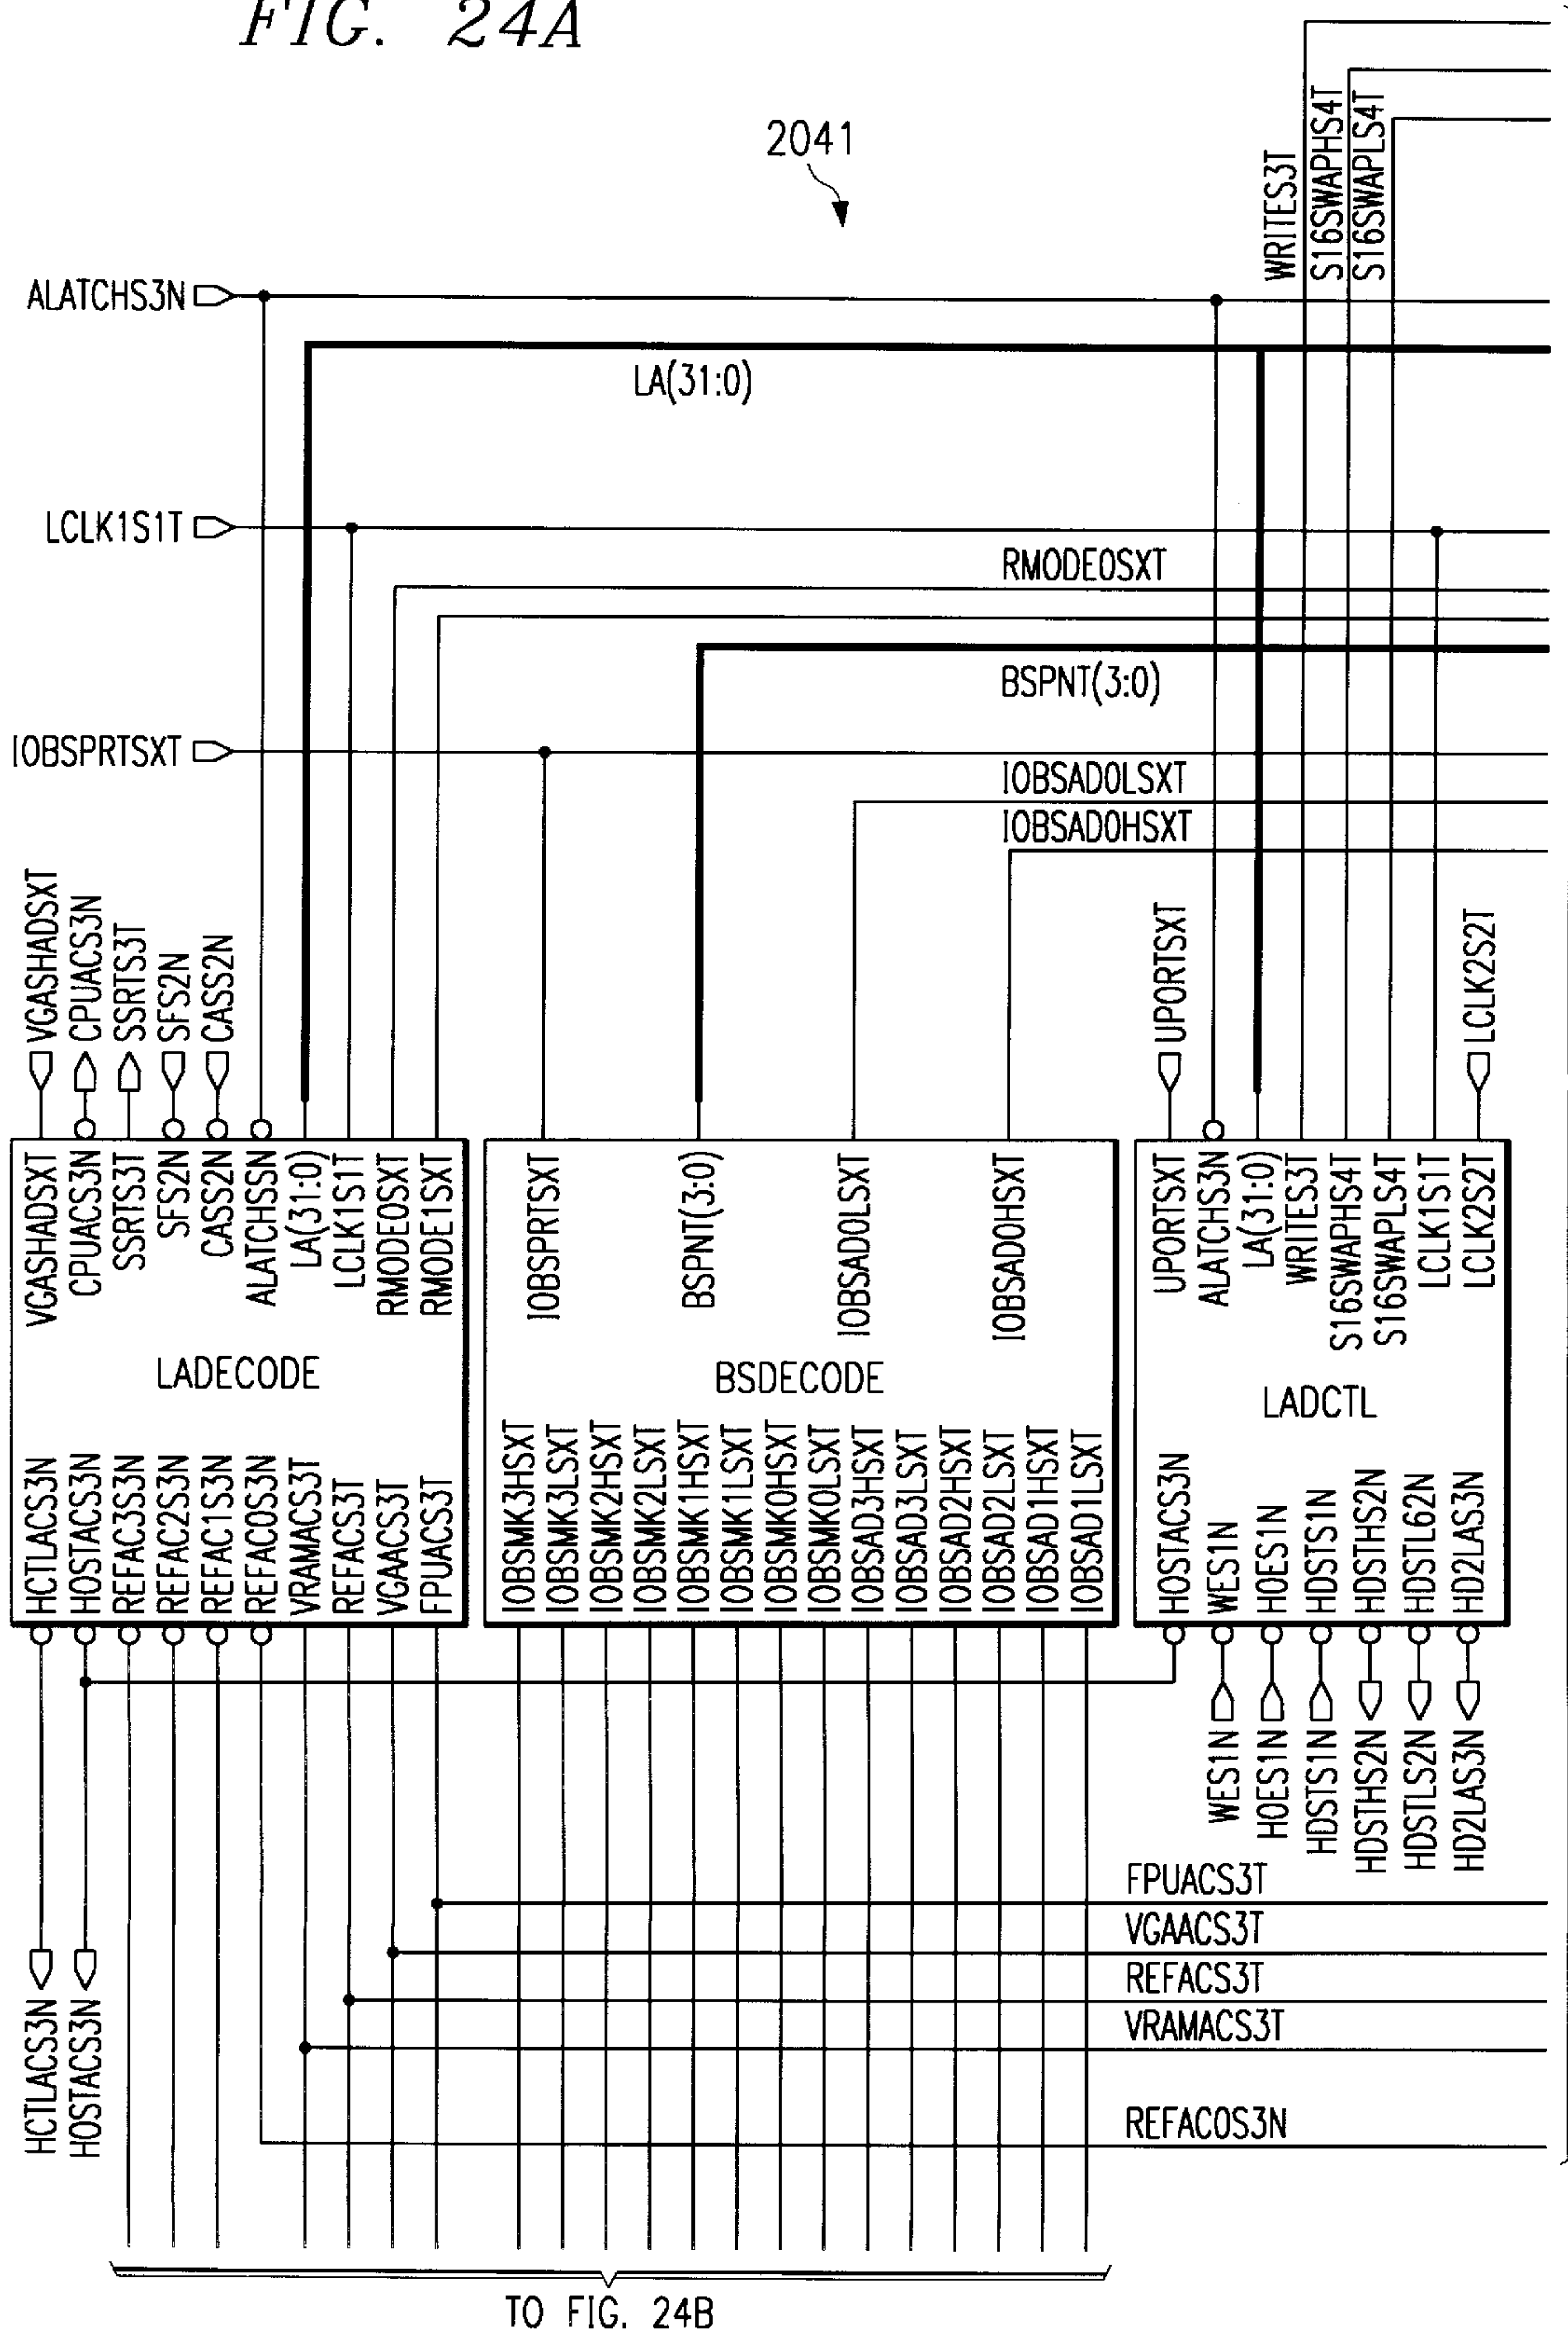 FIG. 24A
2041
WRITES3T
S16SWAPHS4T
S16SWAPLS4T
ALATCHS3N
LA(31:0)
LCLK1S1T
RMODE0SXT
BSPNT(3:0)
IOBSPRTSXT
IOBSAD0LSXT
IOBSAD0HSXT
VGASHADSXT
CPUACS3N
SSRTS3T
SFS2N
CASS2N
UPORTSXT
LCLK2S2T
VGASHADSXT
CPUACS3N
SSRTS3T
SFS2N
CASS2N
ALATCHSSN
LA(31:0)
LCLK1S1T
RMODE0SXT
RMODE1SXT
LADECODE
HCTLACS3N
HOSTACS3N
REFAC3S3N
REFAC2S3N
REFAC1S3N
REFAC0S3N
VRAMACS3T
REFACS3T
VGAACS3T
FPUACS3T
IOBSPRTSXT
BSPNT(3:0)
IOBSAD0LSXT
IOBSAD0HSXT
BSDECODE
IOBSMK3HSXT
IOBSMK3LSXT
IOBSMK2HSXT
IOBSMK2LSXT
IOBSMK1HSXT
IOBSMK1LSXT
IOBSMK0HSXT
IOBSMK0LSXT
IOBSAD3HSXT
IOBSAD3LSXT
IOBSAD2HSXT
IOBSAD2LSXT
IOBSAD1HSXT
IOBSAD1LSXT
UPORTSXT
ALATCHS3N
LA(31:0)
WRITES3T
S16SWAPHS4T
S16SWAPLS4T
LCLK1S1T
LCLK2S2T
LADCTL
HOSTACS3N
WES1N
HOES1N
HDSTS1N
HDSTHS2N
HDSTL62N
HD2LAS3N
WES1N
HOES1N
HDSTS1N
HDSTHS2N
HDSTLS2N
HD2LAS3N
FPUACS3T
VGAACS3T
REFACS3T
VRAMACS3T
REFAC0S3N
HCTLACS3N
HOSTACS3N
TO FIG. 24B